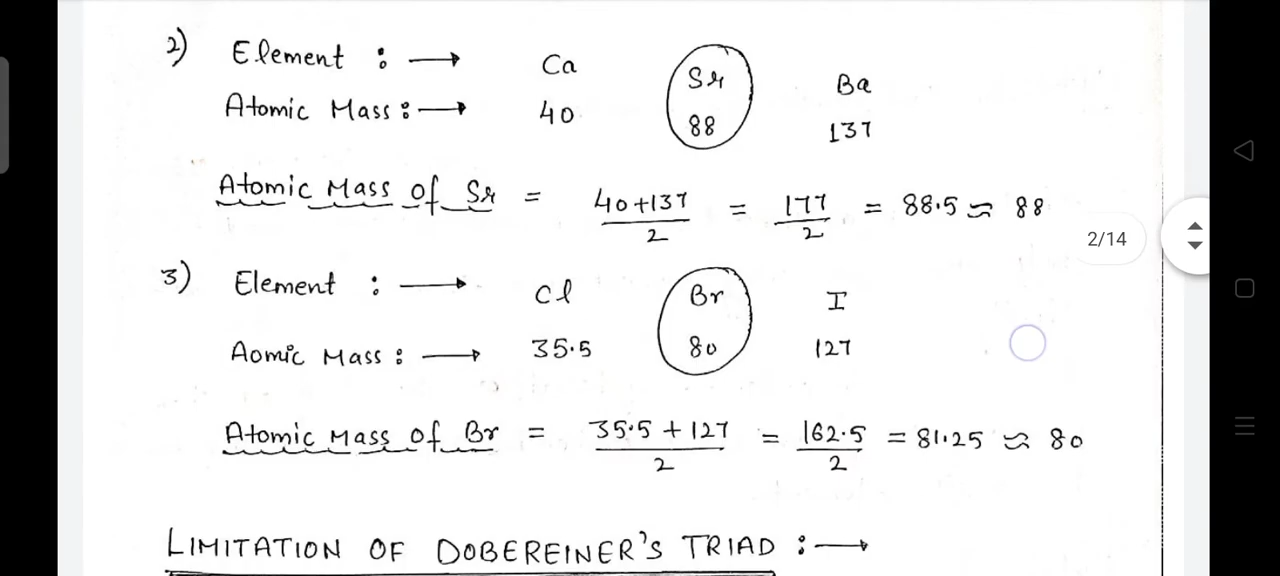 2) Element : → Ca Sr Ba
Atomic Mass : → 40 88 137
Atomic Mass of Sr = 40+137/2 = 177/2 = 88.5 ≈ 88
2/14
3) Element : → Cl Br I
Aomic Mass : → 35.5 80 127
Atomic Mass of Br = 35.5 + 127/2 = 162.5/2 = 81.25 ≈ 80
LIMITATION OF DOBEREINER'S TRIAD : →